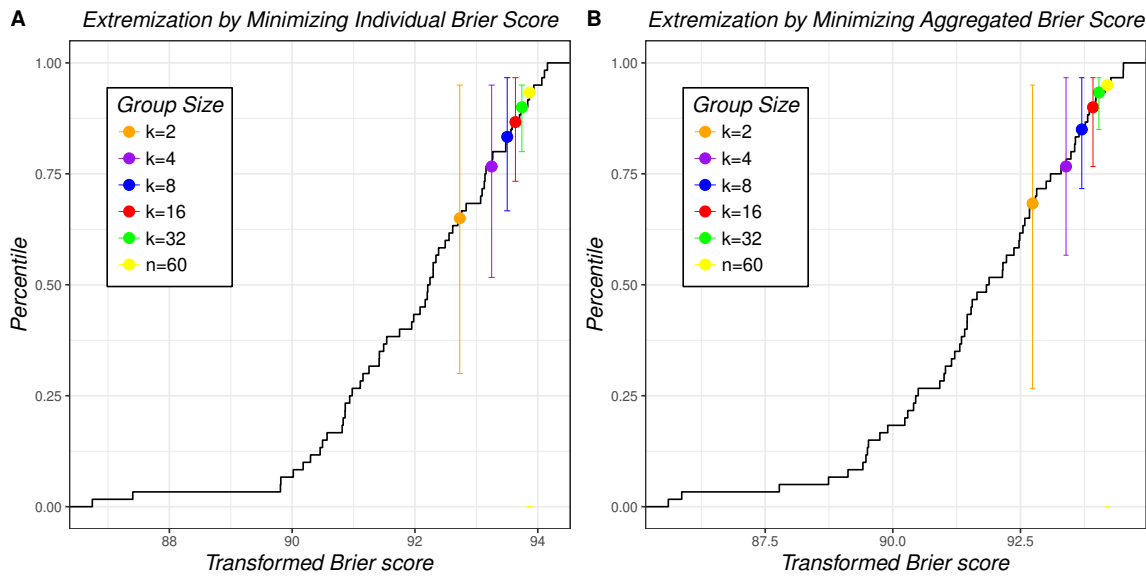 A
Extremization by Minimizing Individual Brier Score
1.00
0.75
0.50
0.25
0.00
Percentile
Group Size
k=2
k=4
k=8
k=16
k=32
n=60
88
90
92
94
Transformed Brier score
B
Extremization by Minimizing Aggregated Brier Score
1.00
0.75
0.50
0.25
0.00
Percentile
Group Size
k=2
k=4
k=8
k=16
k=32
n=60
87.5
90.0
92.5
Transformed Brier score